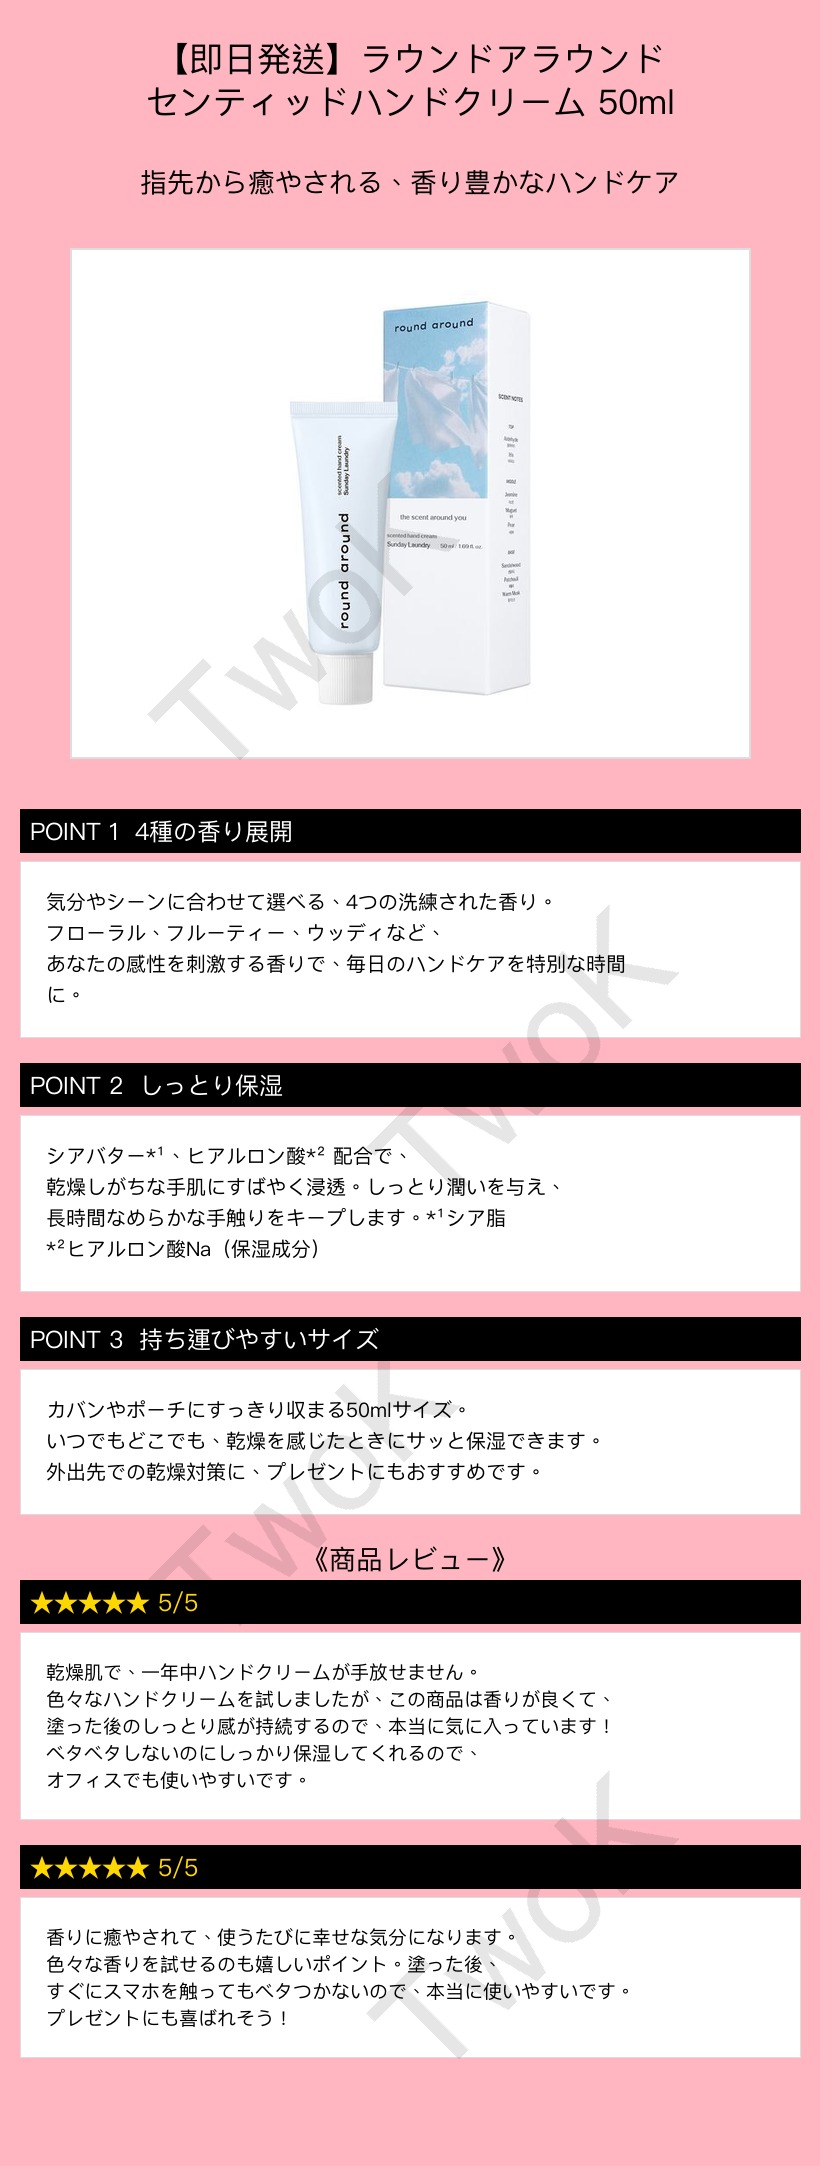 【即日発送】ラウンドアラウンド
センティッドハンドクリーム 50ml
指先から癒やされる、香り豊かなハンドケア
round around
the scent around you
scented hand cream
Sunday Laundry 50 ml / 1.69 fl. oz.
SCENT NOTES
TOP
Aldehyde
Iris
MIDDLE
Jasmine
Muguet
Pear
BASE
Sandalwood
Patchouli
Warm Musk
scented hand cream
Sunday Laundry
round around
TwoK
POINT 1 4種の香り展開
気分やシーンに合わせて選べる、4つの洗練された香り。
フローラル、フルーティー、ウッディなど、
あなたの感性を刺激する香りで、毎日のハンドケアを特別な時間
に。
TwoK
POINT 2 しっとり保湿
シアバター*¹、ヒアルロン酸*² 配合で、
乾燥しがちな手肌にすばやく浸透。しっとり潤いを与え、
長時間なめらかな手触りをキープします。*¹シア脂
*²ヒアルロン酸Na（保湿成分）
POINT 3 持ち運びやすいサイズ
カバンやポーチにすっきり収まる50mlサイズ。
いつでもどこでも、乾燥を感じたときにサッと保湿できます。
外出先での乾燥対策に、プレゼントにもおすすめです。
TwoK
《商品レビュー》
★★★★★ 5/5
乾燥肌で、一年中ハンドクリームが手放せません。
色々なハンドクリームを試しましたが、この商品は香りが良くて、
塗った後のしっとり感が持続するので、本当に気に入っています！
ベタベタしないのにしっかり保湿してくれるので、
オフィスでも使いやすいです。
★★★★★ 5/5
香りに癒やされて、使うたびに幸せな気分になります。
色々な香りを試せるのも嬉しいポイント。塗った後、
すぐにスマホを触ってもベタつかないので、本当に使いやすいです。
プレゼントにも喜ばれそう！
TwoK